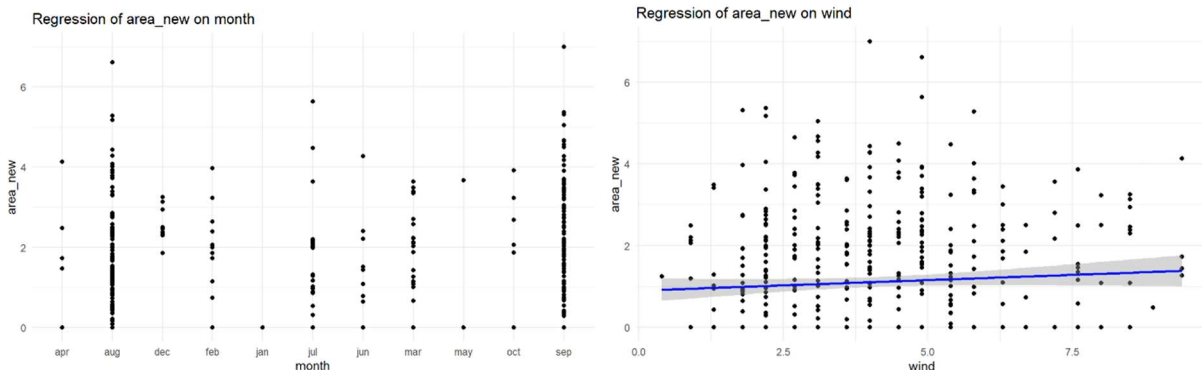 Regression of area_new on month
area_new
6
4
2
0
apr aug dec feb jan jul jun mar may oct sep
month
Regression of area_new on wind
area_new
6
4
2
0
0.0 2.5 5.0 7.5
wind